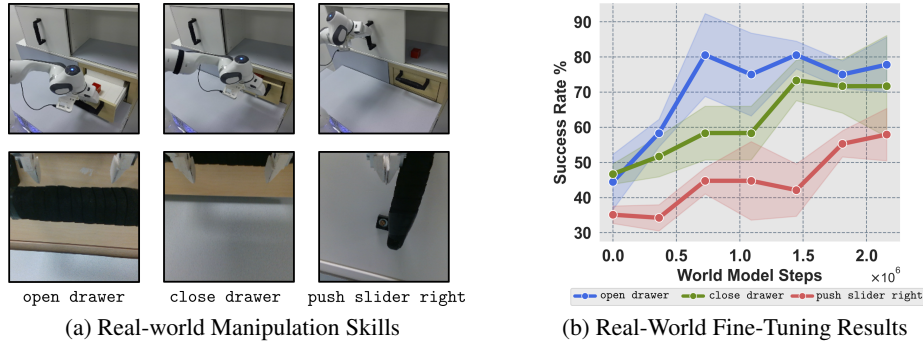 open drawer
close drawer
push slider right
(a) Real-world Manipulation Skills
Success Rate %
90
80
70
60
50
40
30
0.0
0.5
1.0
1.5
2.0
×10⁶
World Model Steps
open drawer
close drawer
push slider right
(b) Real-World Fine-Tuning Results